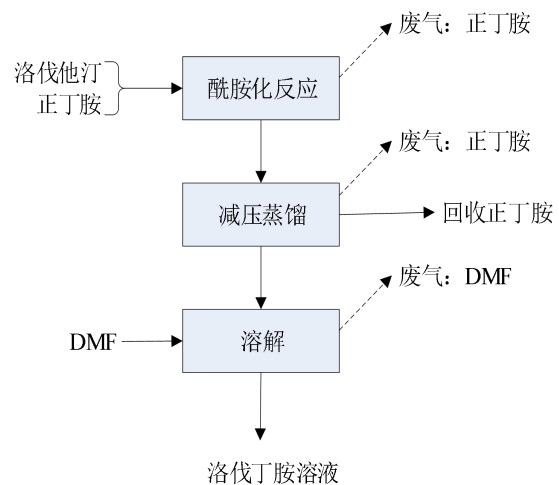 废气：正丁胺
洛伐他汀
正丁胺
酰胺化反应
废气：正丁胺
减压蒸馏
回收正丁胺
废气：DMF
DMF
溶解
洛伐丁胺溶液